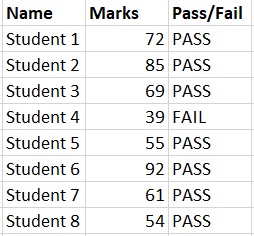 Name Marks Pass/Fail
Student 1 72 PASS
Student 2 85 PASS
Student 3 69 PASS
Student 4 39 FAIL
Student 5 55 PASS
Student 6 92 PASS
Student 7 61 PASS
Student 8 54 PASS